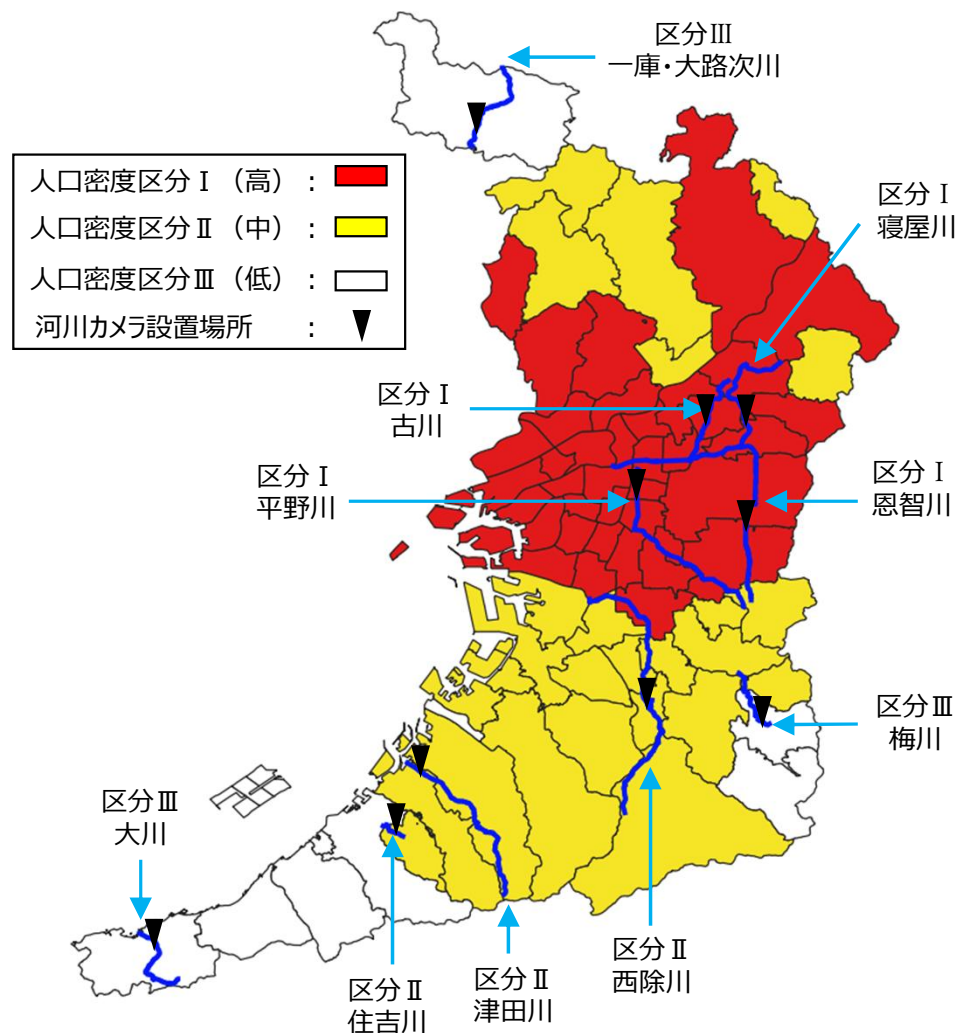 区分Ⅲ
一庫・大路次川
人口密度区分Ⅰ（高）：
人口密度区分Ⅱ（中）：
人口密度区分Ⅲ（低）：
河川カメラ設置場所　：
区分Ⅰ
寝屋川
区分Ⅰ
古川
区分Ⅰ
平野川
区分Ⅰ
恩智川
区分Ⅲ
梅川
区分Ⅲ
大川
区分Ⅱ
西除川
区分Ⅱ
津田川
区分Ⅱ
住吉川